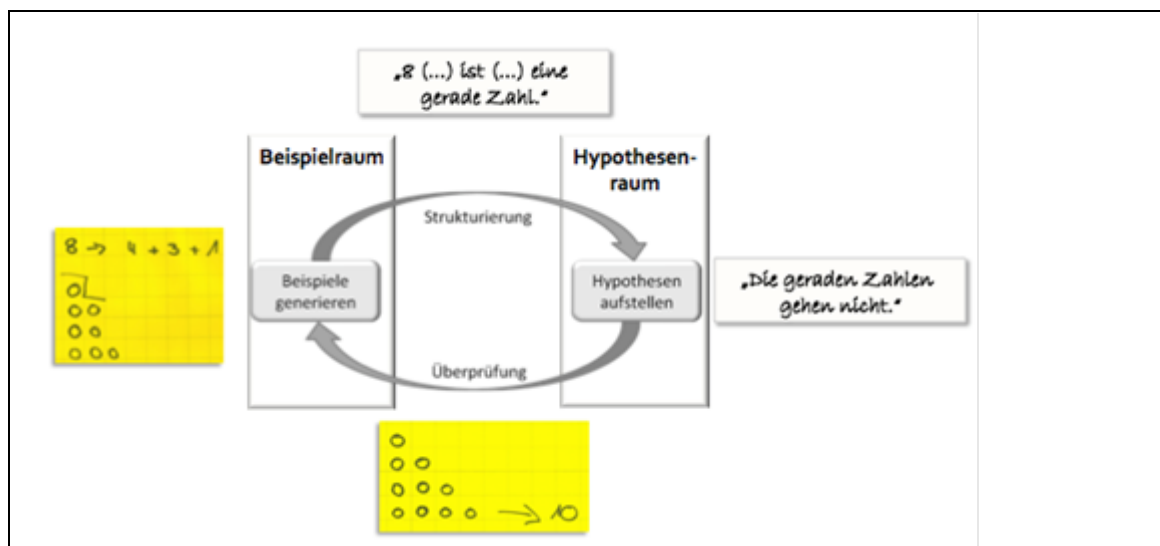 „8 (...) ist (...) eine
gerade Zahl.“
Beispielraum
Hypothesen-
raum
Strukturierung
8 → 4 + 3 + 1
Beispiele
generieren
Hypothesen
aufstellen
„Die geraden Zahlen
gehen nicht.“
Überprüfung
→ 10